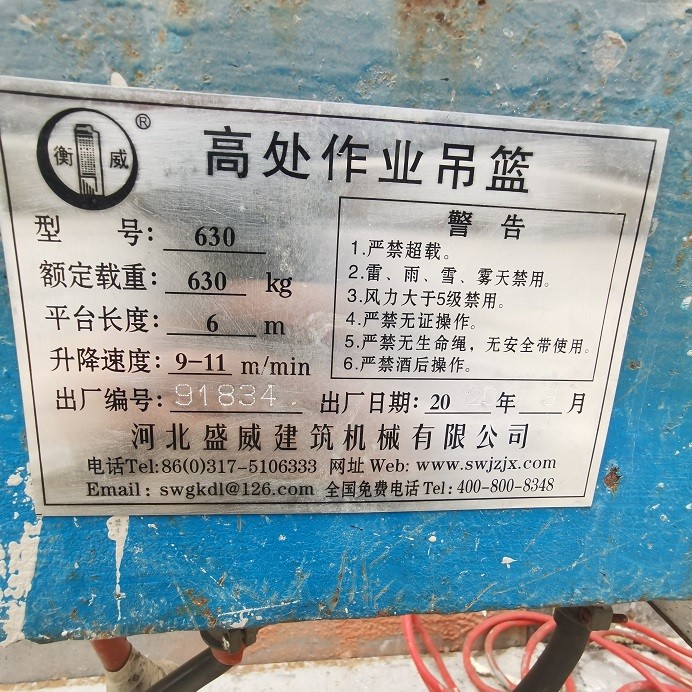 衡威®
高处作业吊篮
型 号: 630
额定载重: 630 kg
平台长度: 6 m
升降速度: 9-11 m/min
出厂编号: 91834.
警告
1.严禁超载。
2.雷、雨、雪、雾天禁用。
3.风力大于5级禁用。
4.严禁无证操作。
5.严禁无生命绳,无安全带使用。
6.严禁酒后操作。
出厂日期: 20 年 月
河北盛威建筑机械有限公司
电话Tel:86(0)317-5106333 网址Web: www.swjzjx.com
Email : swgkdl@126.com 全国免费电话Tel: 400-800-8348